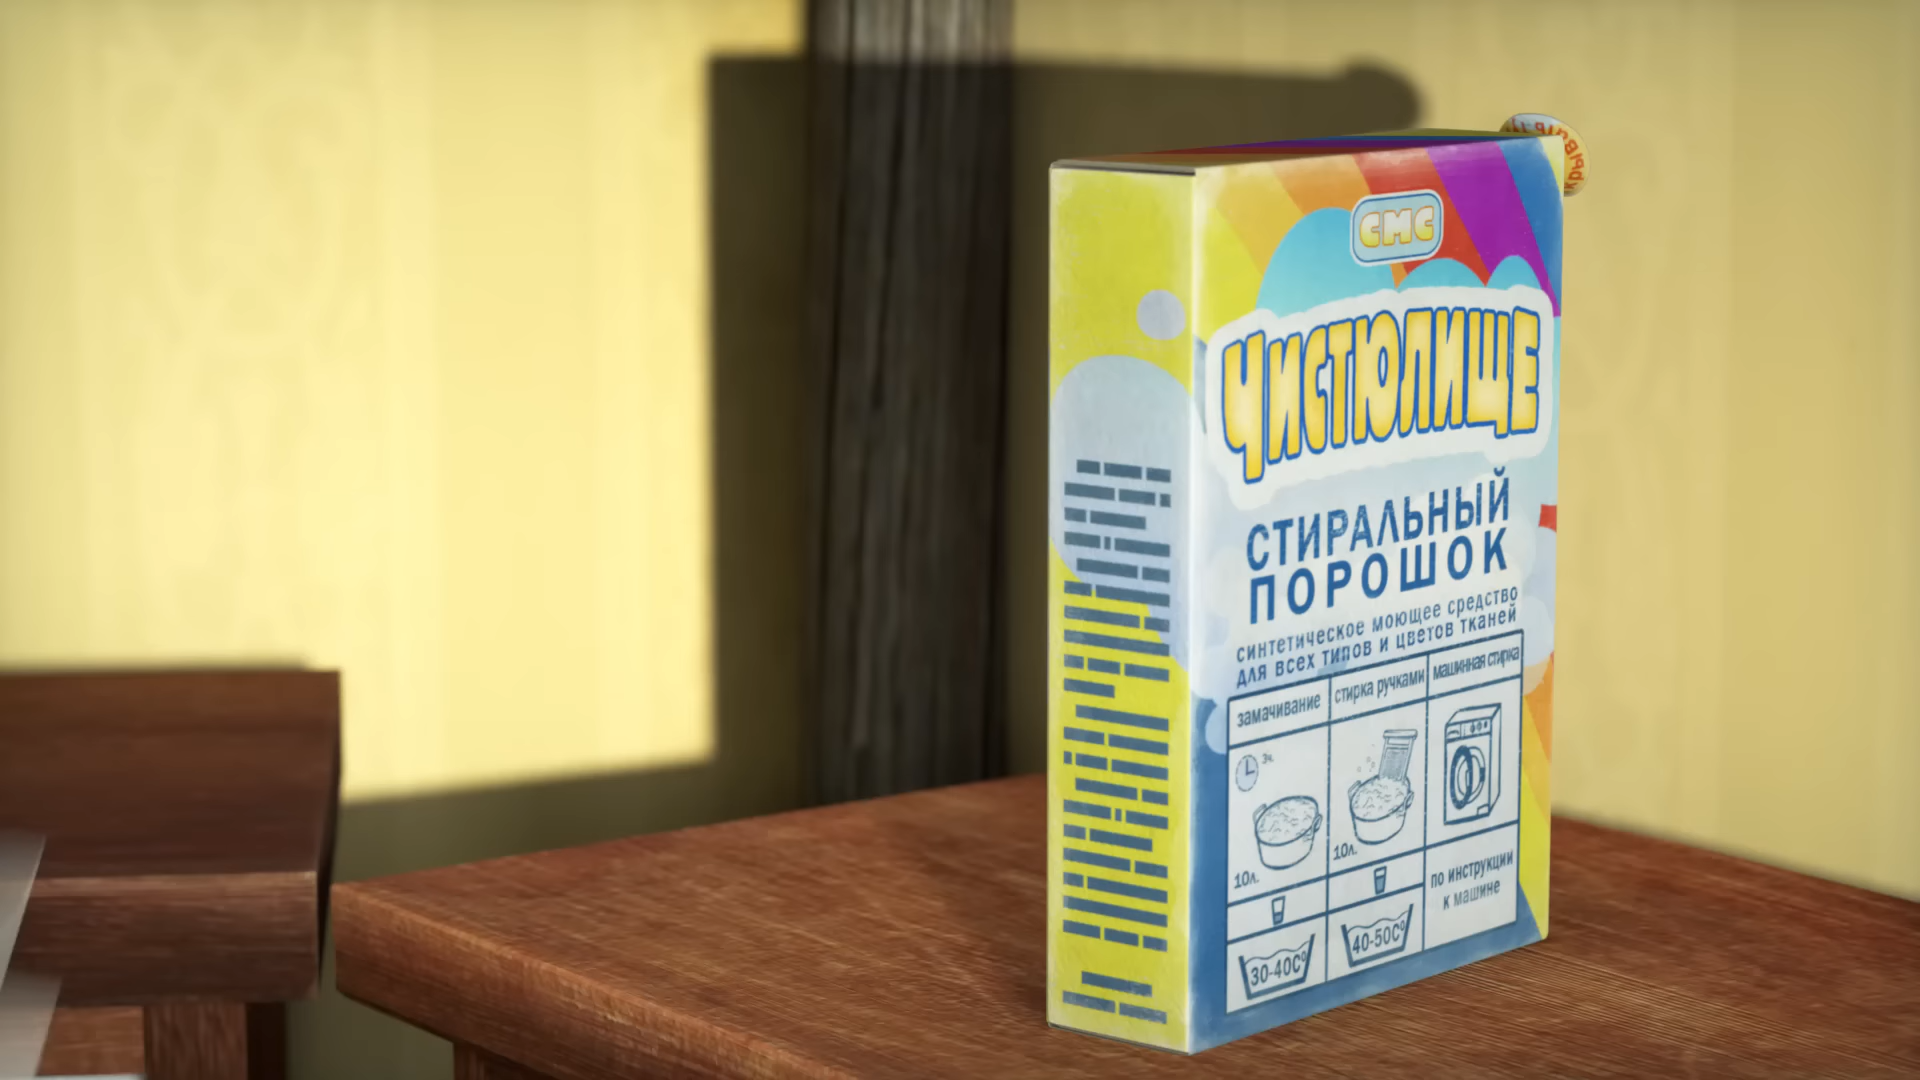 крывать
СМС
Чистюлище
СТИРАЛЬНЫЙ
ПОРОШОК
синтетическое моющее средство
для всех типов и цветов тканей
замачивание
стирка ручками
машинная стирка
3ч.
10л.
10л.
по инструкции
к машине
30-40С°
40-50С°